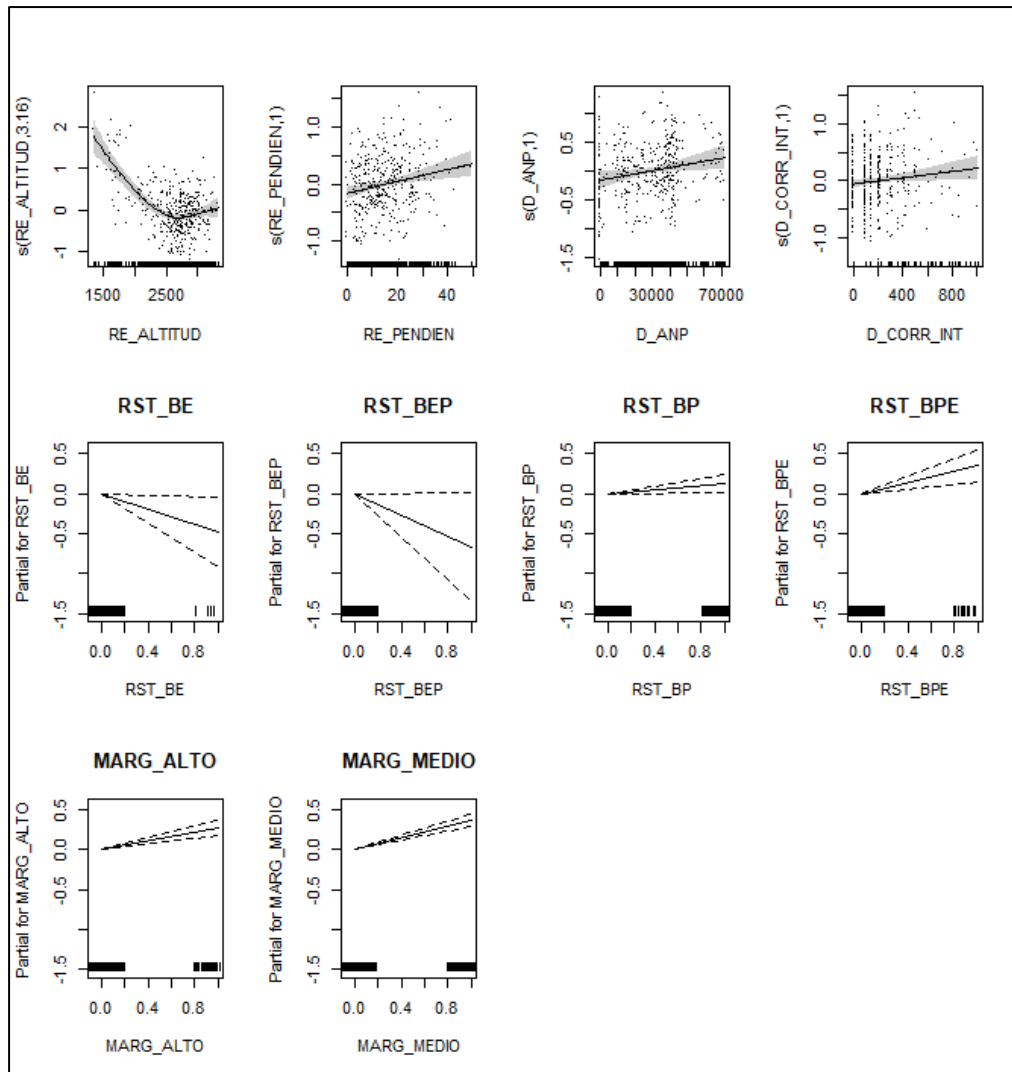 s(RE_ALTITUD,3.16)
2
1
0
-1
1500 2500
RE_ALTITUD
s(RE_PENDIEN,1)
1.0
0.0
-1.0
0 20 40
RE_PENDIEN
s(D_ANP,1)
0.5
-0.5
-1.5
0 30000 70000
D_ANP
s(D_CORR_INT,1)
1.0
0.0
-1.0
0 400 800
D_CORR_INT
RST_BE
Partial for RST_BE
0.5
0.0
-0.5
-1.5
0.0 0.4 0.8
RST_BE
RST_BEP
Partial for RST_BEP
0.5
0.0
-0.5
-1.5
0.0 0.4 0.8
RST_BEP
RST_BP
Partial for RST_BP
0.5
0.0
-0.5
-1.5
0.0 0.4 0.8
RST_BP
RST_BPE
Partial for RST_BPE
0.5
0.0
-0.5
-1.5
0.0 0.4 0.8
RST_BPE
MARG_ALTO
Partial for MARG_ALTO
0.5
0.0
-0.5
-1.5
0.0 0.4 0.8
MARG_ALTO
MARG_MEDIO
Partial for MARG_MEDIO
0.5
0.0
-0.5
-1.5
0.0 0.4 0.8
MARG_MEDIO